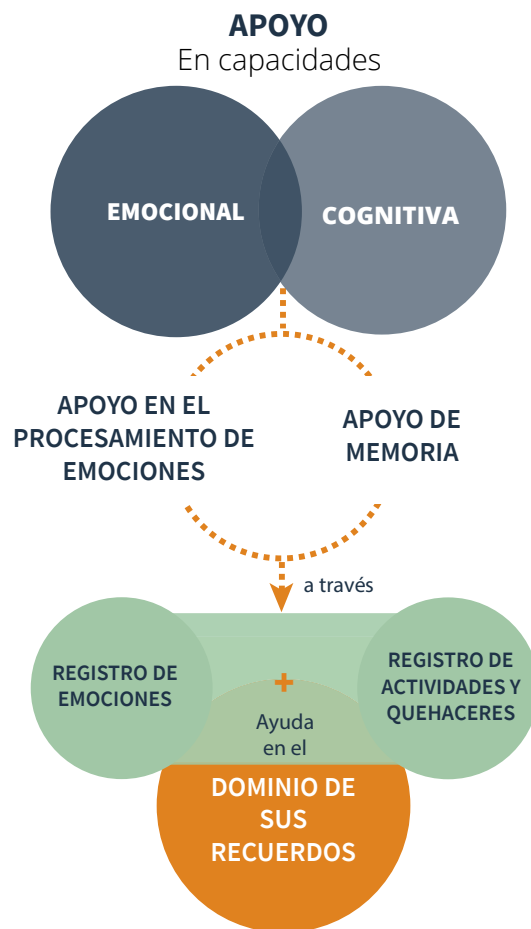 APOYO
En capacidades
EMOCIONAL
COGNITIVA
APOYO EN EL
PROCESAMIENTO DE
EMOCIONES
APOYO DE
MEMORIA
a través
REGISTRO DE
EMOCIONES
REGISTRO DE
ACTIVIDADES Y
QUEHACERES
+
Ayuda
en el
DOMINIO DE
SUS
RECUERDOS